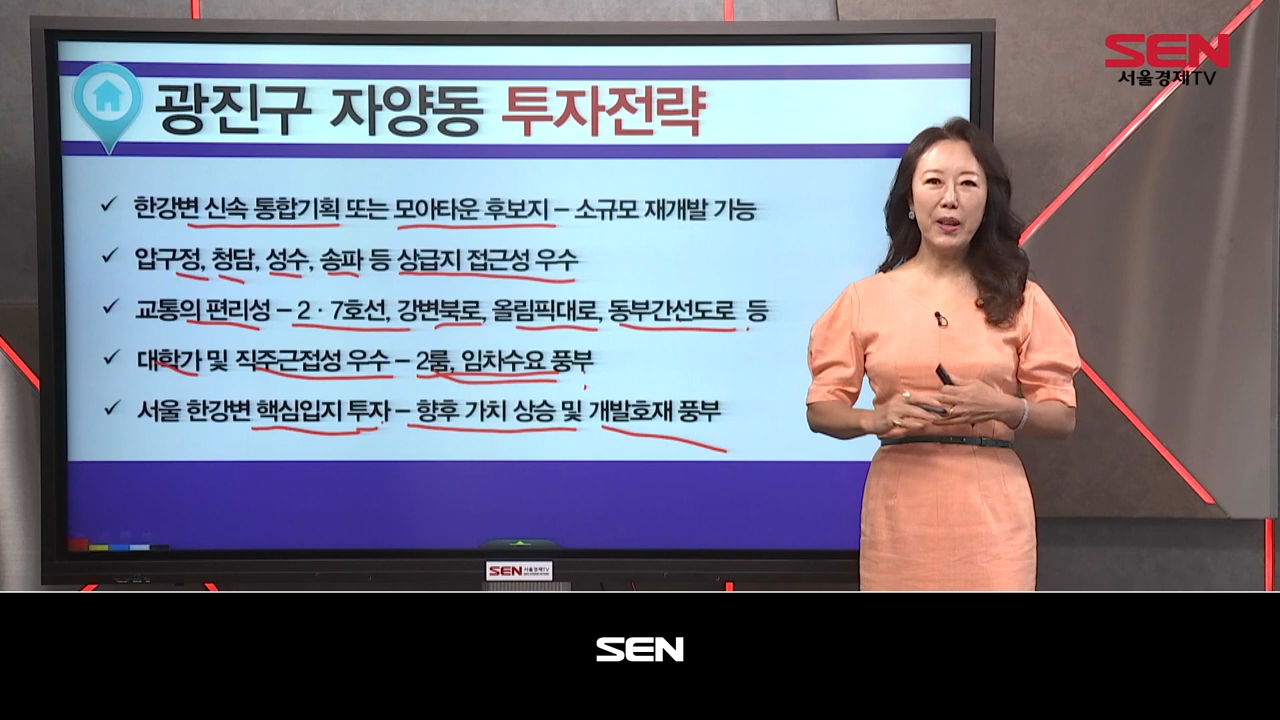 SEN
서울경제TV
광진구 자양동 투자전략
✓ 한강변 신속 통합기획 또는 모아타운 후보지 – 소규모 재개발 가능
✓ 압구정, 청담, 성수, 송파 등 상급지 접근성 우수
✓ 교통의 편리성 – 2·7호선, 강변북로, 올림픽대로, 동부간선도로 등
✓ 대학가 및 직주근접성 우수 – 2룸, 임차수요 풍부
✓ 서울 한강변 핵심입지 투자 – 향후 가치 상승 및 개발호재 풍부
SEN 서울경제TV
SEN